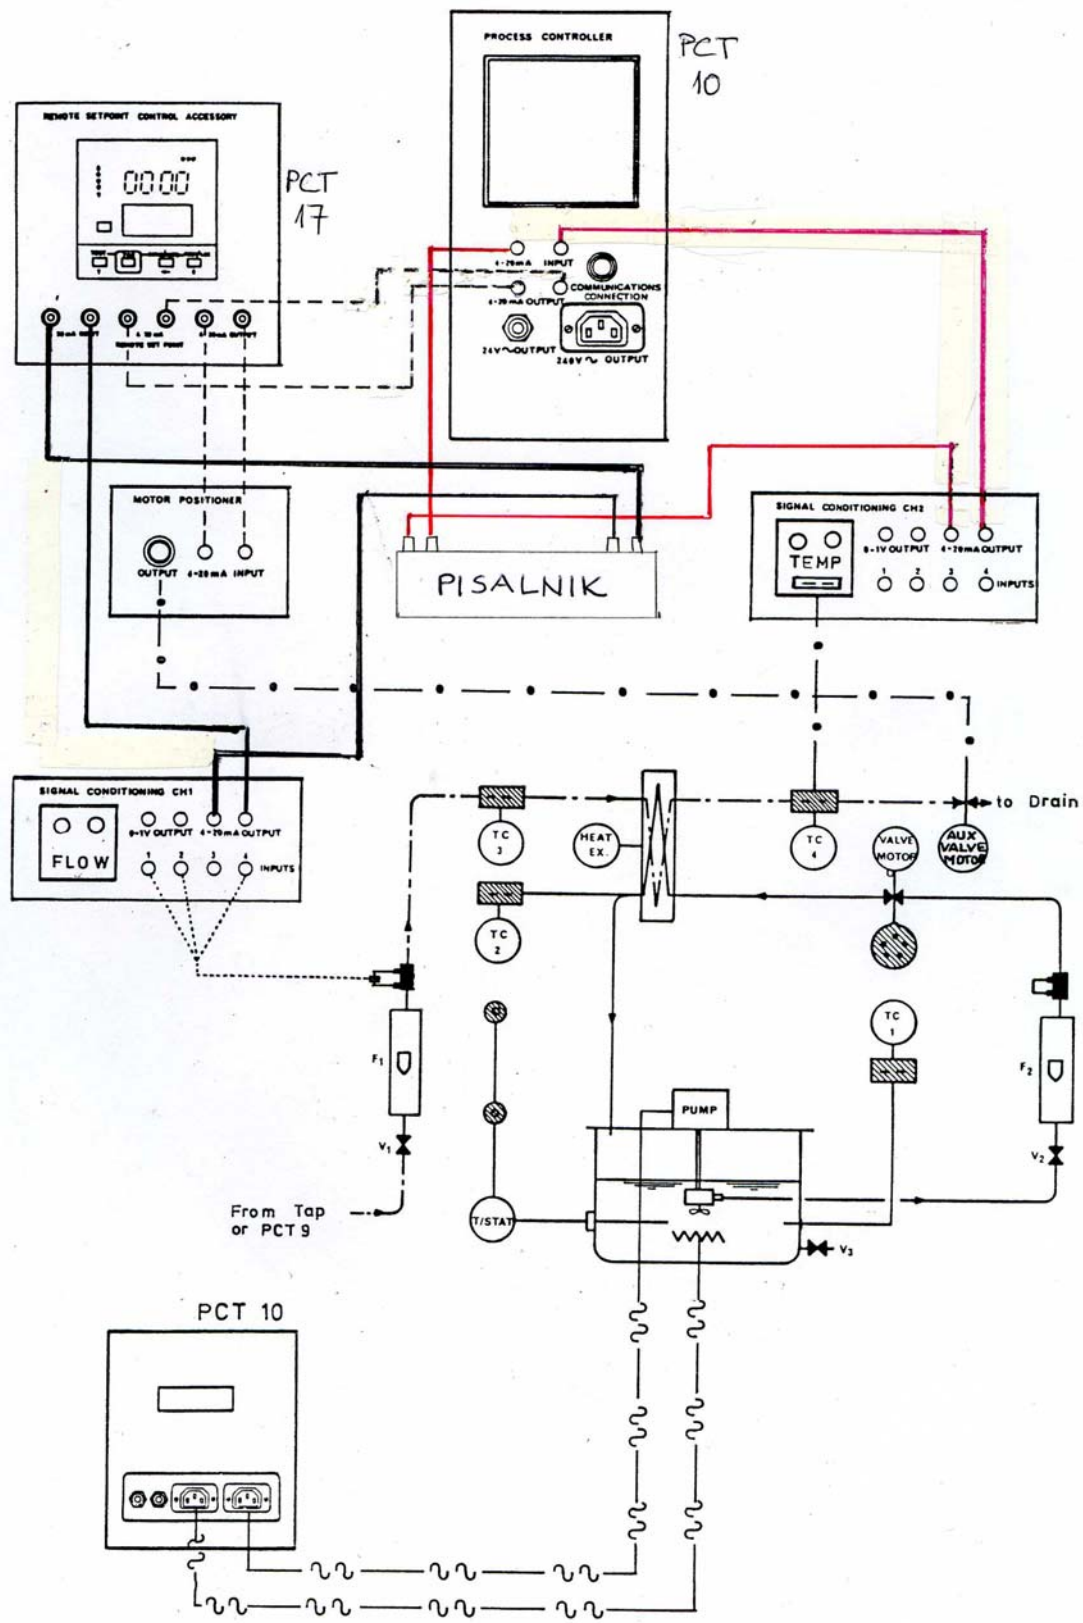 PROCESS CONTROLLER
PCT
10
REMOTE SETPOINT CONTROL ACCESSORY
0000
PCT
17
4-20mA INPUT
4-20mA OUTPUT
COMMUNICATIONS
CONNECTION
24V~OUTPUT
240V~ OUTPUT
20mA INPUT
4 20mA
REMOTE SET POINT
20mA OUTPUT
MOTOR POSITIONER
OUTPUT 4-20mA INPUT
PISALNIK
SIGNAL CONDITIONING CH2
TEMP
0-1V OUTPUT 4-20mA OUTPUT
1 2 3 4 INPUTS
SIGNAL CONDITIONING CH1
FLOW
0-1V OUTPUT 4-20mA OUTPUT
1 2 3 4 INPUTS
TC
3
HEAT
EX.
TC
4
VALVE
MOTOR
AUX
VALVE
MOTOR
to Drain
TC
2
TC
1
F1
F2
V1
V2
PUMP
From Tap
or PCT9
T/STAT
V3
PCT 10